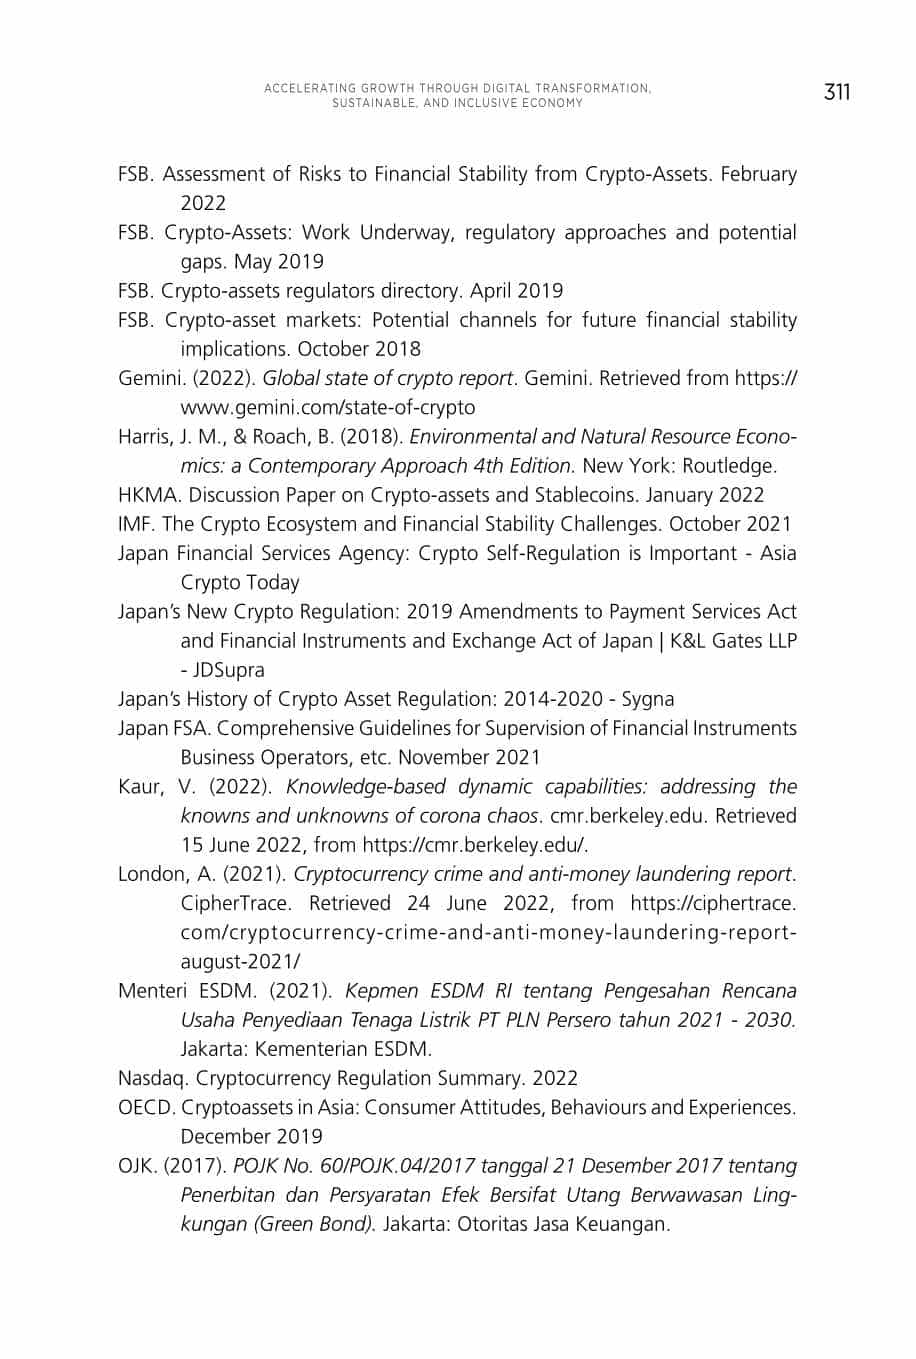 ACCELERATING GROWTH THROUGH DIGITAL TRANSFORMATION,
SUSTAINABLE, AND INCLUSIVE ECONOMY
311
FSB. Assessment of Risks to Financial Stability from Crypto-Assets. February
2022
FSB. Crypto-Assets: Work Underway, regulatory approaches and potential
gaps. May 2019
FSB. Crypto-assets regulators directory. April 2019
FSB. Crypto-asset markets: Potential channels for future financial stability
implications. October 2018
Gemini. (2022). Global state of crypto report. Gemini. Retrieved from https://
www.gemini.com/state-of-crypto
Harris, J. M., & Roach, B. (2018). Environmental and Natural Resource Econo-
mics: a Contemporary Approach 4th Edition. New York: Routledge.
HKMA. Discussion Paper on Crypto-assets and Stablecoins. January 2022
IMF. The Crypto Ecosystem and Financial Stability Challenges. October 2021
Japan Financial Services Agency: Crypto Self-Regulation is Important - Asia
Crypto Today
Japan’s New Crypto Regulation: 2019 Amendments to Payment Services Act
and Financial Instruments and Exchange Act of Japan | K&L Gates LLP
- JDSupra
Japan’s History of Crypto Asset Regulation: 2014-2020 - Sygna
Japan FSA. Comprehensive Guidelines for Supervision of Financial Instruments
Business Operators, etc. November 2021
Kaur, V. (2022). Knowledge-based dynamic capabilities: addressing the
knowns and unknowns of corona chaos. cmr.berkeley.edu. Retrieved
15 June 2022, from https://cmr.berkeley.edu/.
London, A. (2021). Cryptocurrency crime and anti-money laundering report.
CipherTrace. Retrieved 24 June 2022, from https://ciphertrace.
com/cryptocurrency-crime-and-anti-money-laundering-report-
august-2021/
Menteri ESDM. (2021). Kepmen ESDM RI tentang Pengesahan Rencana
Usaha Penyediaan Tenaga Listrik PT PLN Persero tahun 2021 - 2030.
Jakarta: Kementerian ESDM.
Nasdaq. Cryptocurrency Regulation Summary. 2022
OECD. Cryptoassets in Asia: Consumer Attitudes, Behaviours and Experiences.
December 2019
OJK. (2017). POJK No. 60/POJK.04/2017 tanggal 21 Desember 2017 tentang
Penerbitan dan Persyaratan Efek Bersifat Utang Berwawasan Ling-
kungan (Green Bond). Jakarta: Otoritas Jasa Keuangan.